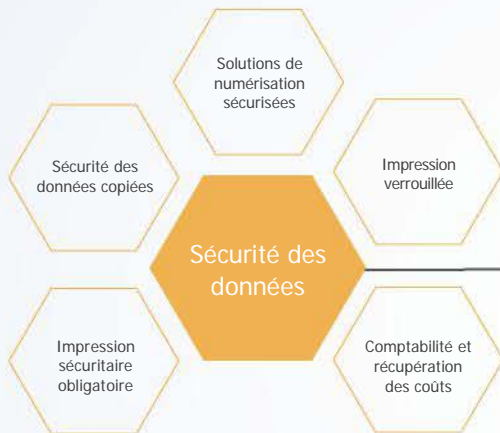 Solutions de
numérisation
sécurisées
Sécurité des
données copiées
Impression
verrouillée
Sécurité des
données
Impression
sécuritaire
obligatoire
Comptabilité et
récupération
des coûts